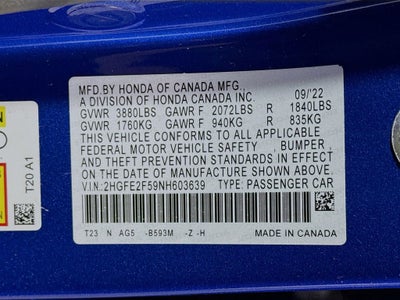 MFD.BY HONDA OF CANADA MFG.,
A DIVISION OF HONDA CANADA INC. 09/'22
GVWR 3880LBS GAWR F 2072LBS R 1840LBS
GVWR 1760KG GAWR F 940KG R 835KG
THIS VEHICLE CONFORMS TO ALL APPLICABLE
FEDERAL MOTOR VEHICLE SAFETY , BUMPER ,
AND THEFT PREVENTION STANDARDS IN EFFECT
ON THE DATE OF MANUFACTURE SHOWN ABOVE.
V.I.N:2HGFE2F59NH603639 TYPE: PASSENGER CAR
T23 N AG5 -B593M -Z -H MADE IN CANADA
T20 A1